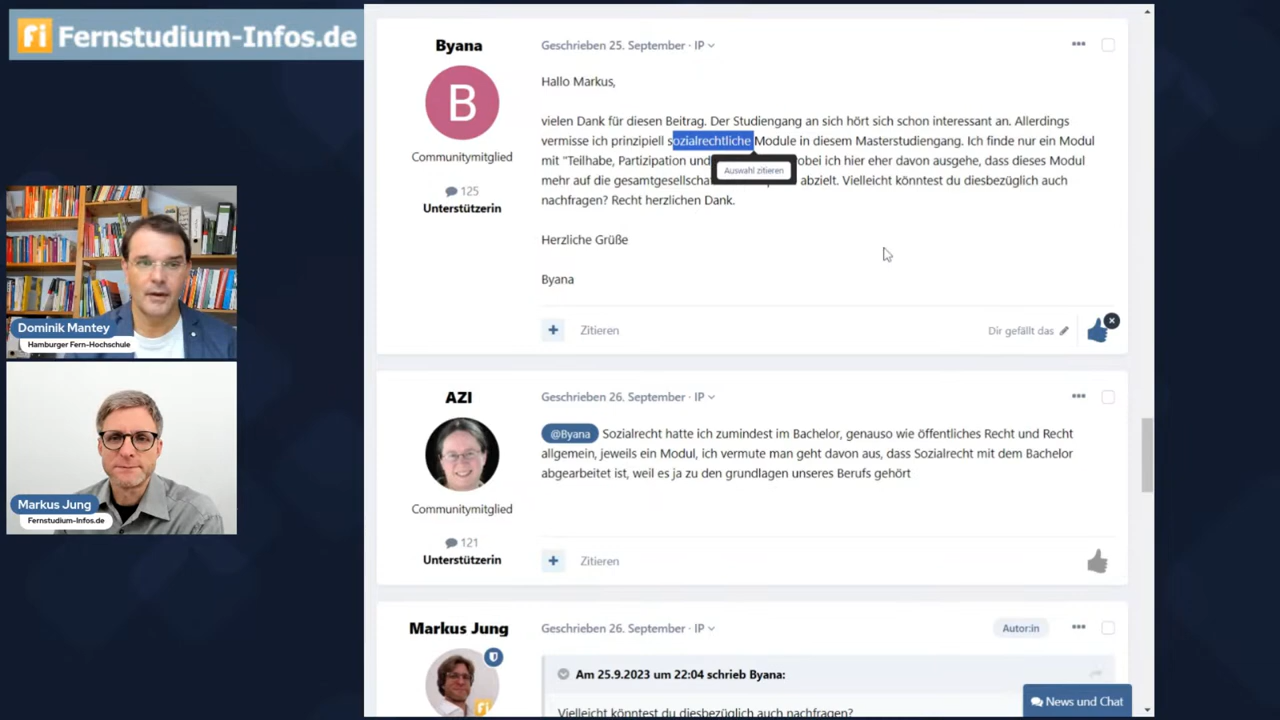 fi Fernstudium-Infos.de
Dominik Mantey
Hamburger Fern-Hochschule
Markus Jung
Fernstudium-Infos.de
Byana
B
Communitymitglied
125
Unterstützerin
Geschrieben 25. September · IP
Hallo Markus,
vielen Dank für diesen Beitrag. Der Studiengang an sich hört sich schon interessant an. Allerdings
vermisse ich prinzipiell sozialrechtliche Module in diesem Masterstudiengang. Ich finde nur ein Modul
mit "Teilhabe, Partizipation und obei ich hier eher davon ausgehe, dass dieses Modul
Auswahl zitieren
mehr auf die gesamtgesellscha abzielt. Vielleicht könntest du diesbezüglich auch
nachfragen? Recht herzlichen Dank.
Herzliche Grüße
Byana
+ Zitieren
Dir gefällt das
AZI
Communitymitglied
121
Unterstützerin
Geschrieben 26. September · IP
@Byana Sozialrecht hatte ich zumindest im Bachelor, genauso wie öffentliches Recht und Recht
allgemein, jeweils ein Modul, ich vermute man geht davon aus, dass Sozialrecht mit dem Bachelor
abgearbeitet ist, weil es ja zu den grundlagen unseres Berufs gehört
+ Zitieren
Markus Jung
fi
Geschrieben 26. September · IP
Autor:in
Am 25.9.2023 um 22:04 schrieb Byana:
Vielleicht könntest du diesbezüglich auch nachfragen?
News und Chat